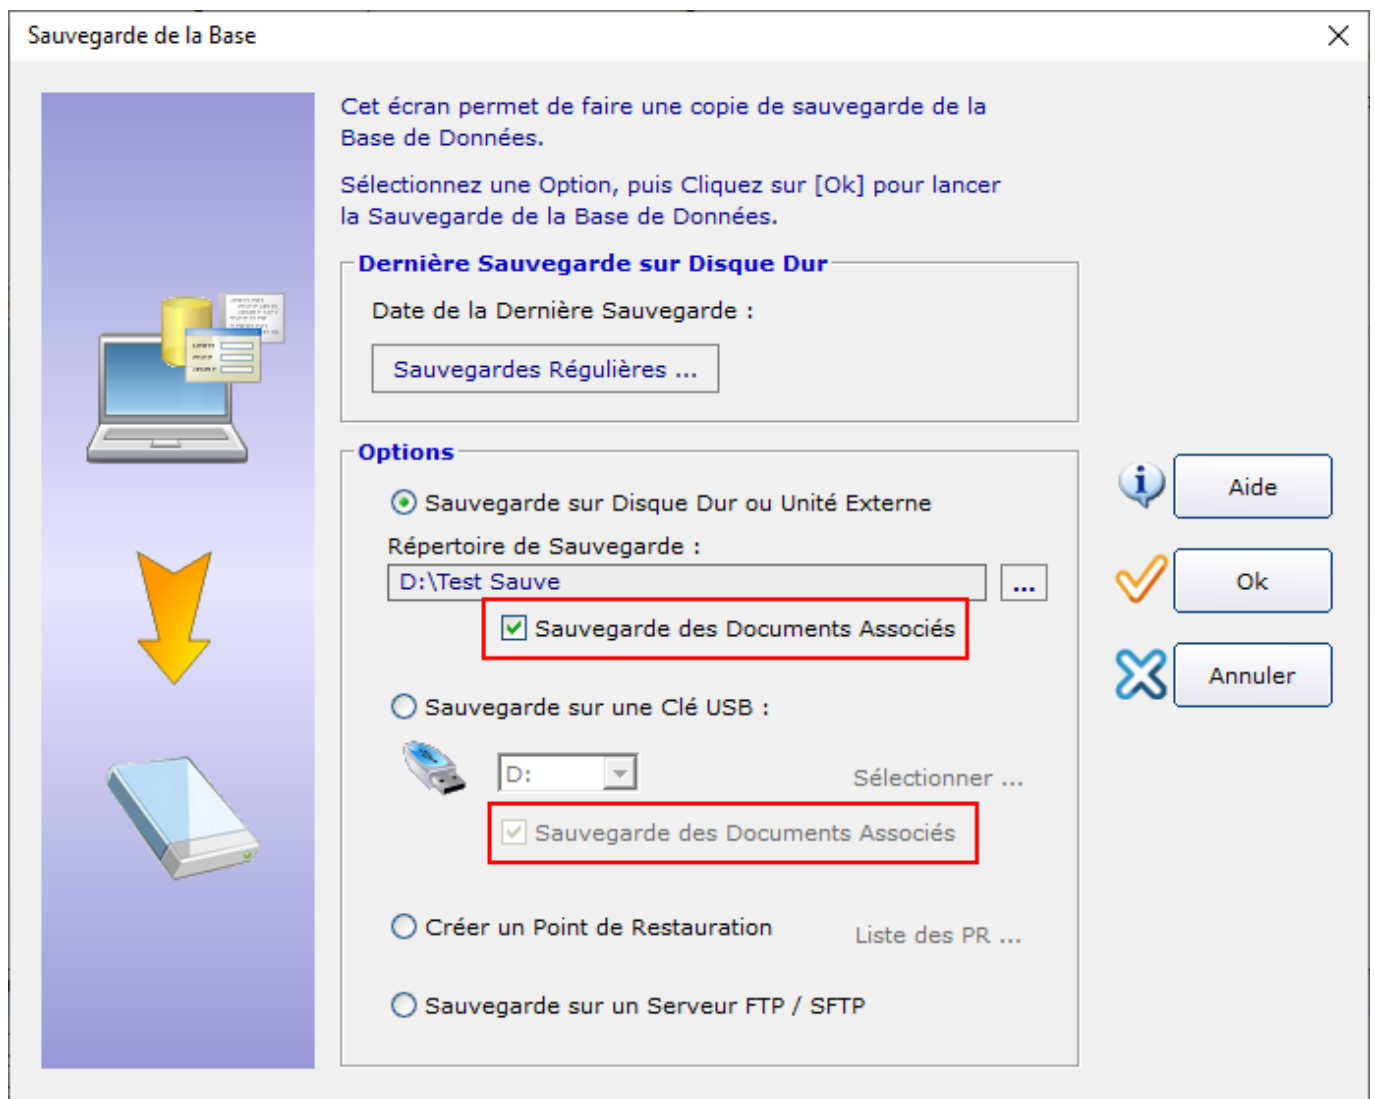 Sauvegarde de la Base
Cet écran permet de faire une copie de sauvegarde de la
Base de Données.
Sélectionnez une Option, puis Cliquez sur [Ok] pour lancer
la Sauvegarde de la Base de Données.
Dernière Sauvegarde sur Disque Dur
Date de la Dernière Sauvegarde :
Sauvegardes Régulières ...
Options
Sauvegarde sur Disque Dur ou Unité Externe
Répertoire de Sauvegarde :
D:\Test Sauve
...
Sauvegarde des Documents Associés
Sauvegarde sur une Clé USB :
D:
Sélectionner ...
Sauvegarde des Documents Associés
Créer un Point de Restauration
Liste des PR ...
Sauvegarde sur un Serveur FTP / SFTP
Aide
Ok
Annuler